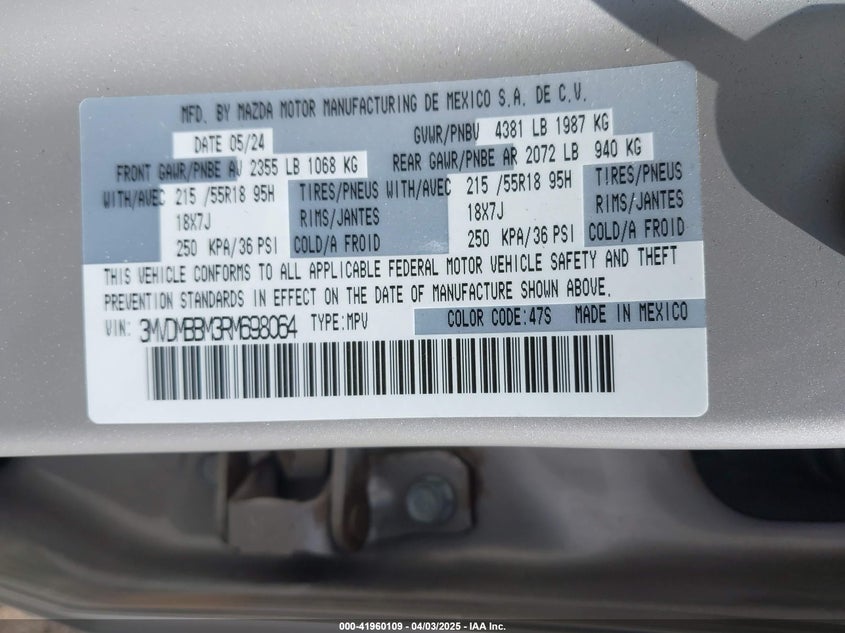 MFD. BY MAZDA MOTOR MANUFACTURING DE MEXICO S.A. DE C.V.
DATE 05/24 GVWR/PNBV 4381 LB 1987 KG
FRONT GAWR/PNBE AV 2355 LB 1068 KG REAR GAWR/PNBE AR 2072 LB 940 KG
WITH/AVEC 215 /55R18 95H TIRES/PNEUS WITH/AVEC 215 /55R18 95H TIRES/PNEUS
18X7J RIMS/JANTES 18X7J RIMS/JANTES
250 KPA/36 PSI COLD/A FROID 250 KPA/36 PSI COLD/A FROID
THIS VEHICLE CONFORMS TO ALL APPLICABLE FEDERAL MOTOR VEHICLE SAFETY AND THEFT
PREVENTION STANDARDS IN EFFECT ON THE DATE OF MANUFACTURE SHOWN ABOVE.
VIN: 3MVDMBBM3RM698064 TYPE:MPV COLOR CODE:47S MADE IN MEXICO
000-41960109 - 04/03/2025 - IAA Inc.